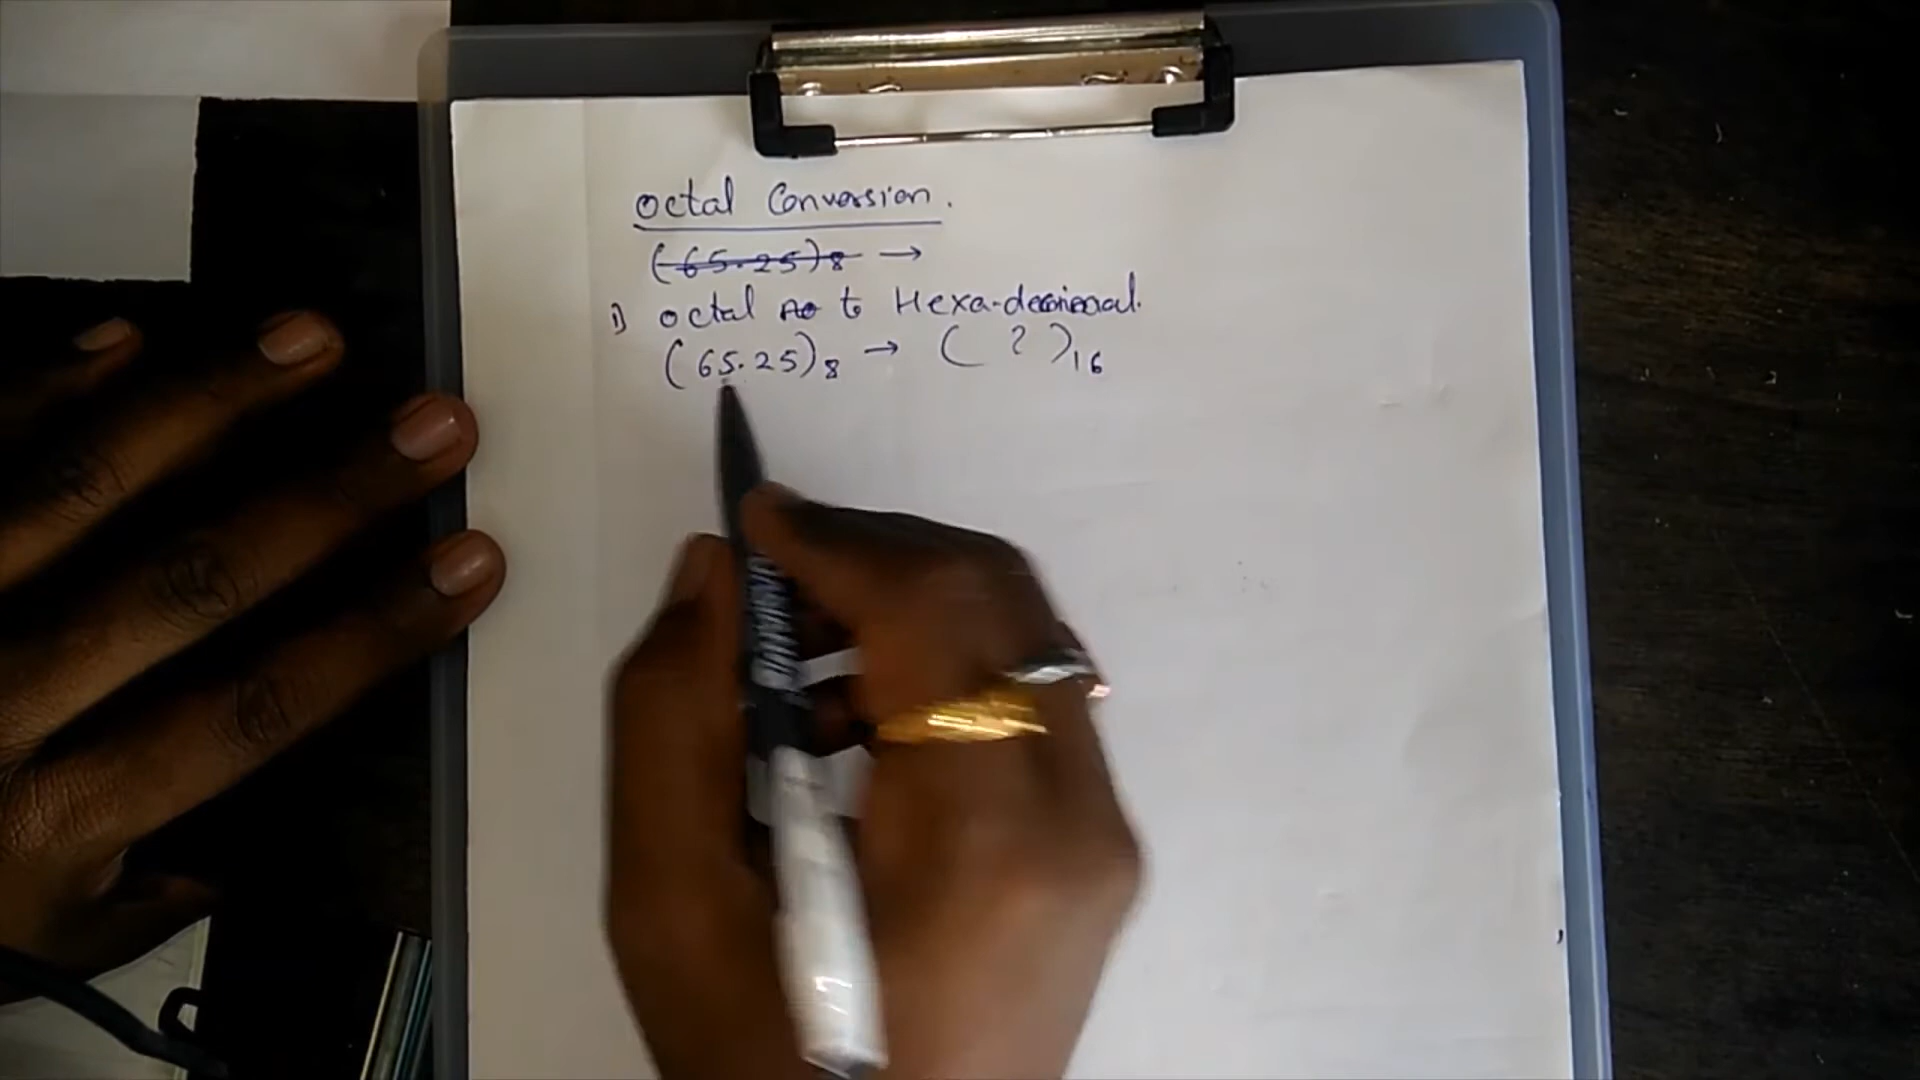 Octal Conversion.
(65.25)8 →
1) Octal to Hexa-decimal.
(65.25)8 → ( ? )16